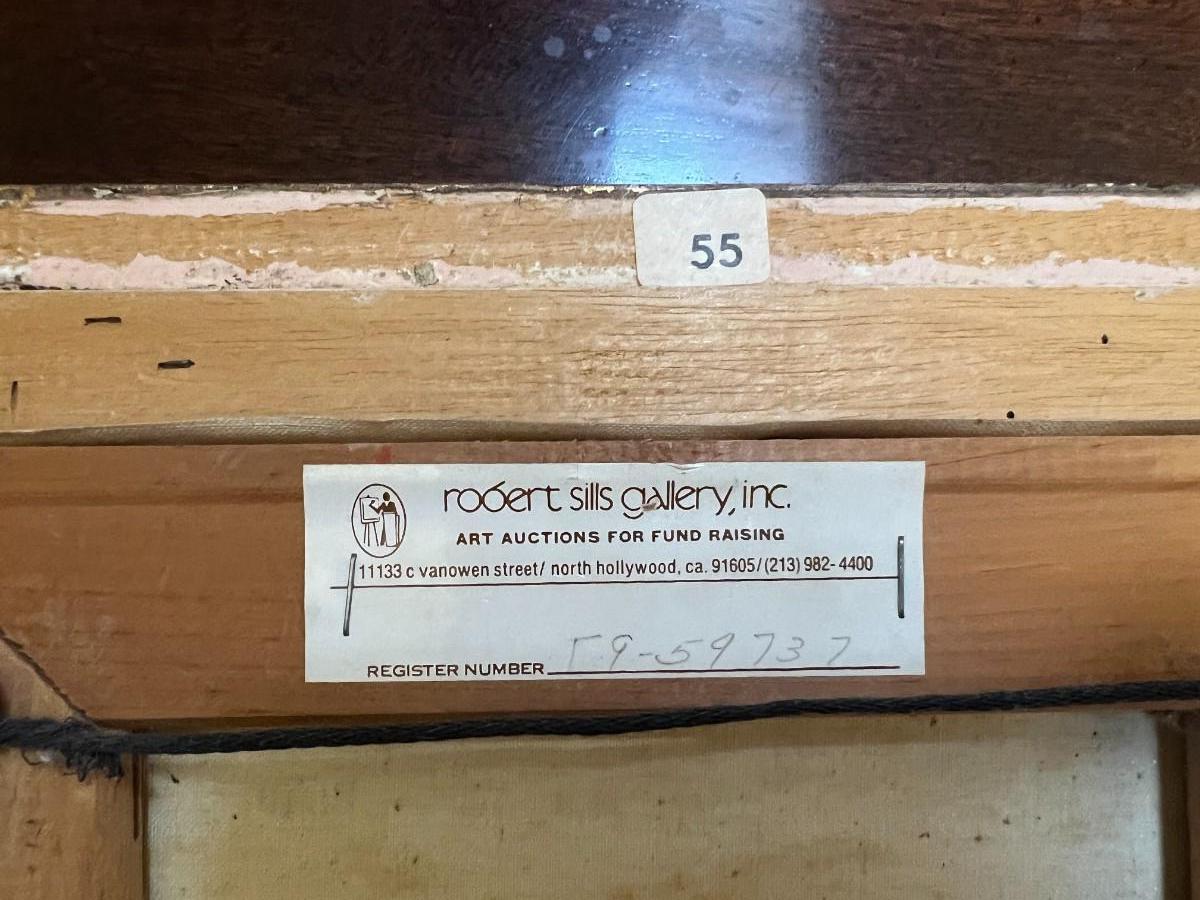 55
robert sills gallery, inc.
ART AUCTIONS FOR FUND RAISING
11133 c vanowen street/ north hollywood, ca. 91605/(213) 982-4400
REGISTER NUMBER 59737